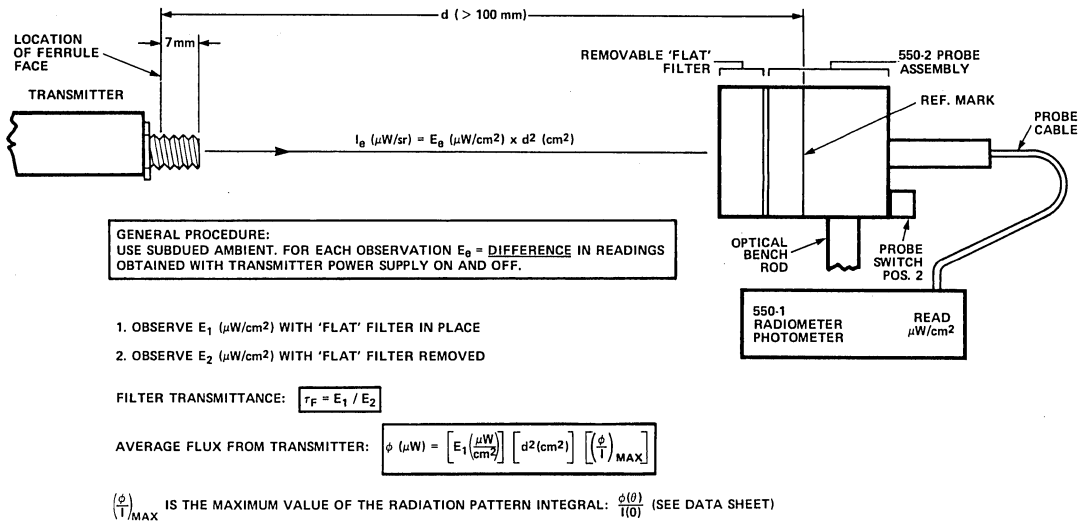 d (> 100 mm)
LOCATION
OF FERRULE
FACE
7mm
TRANSMITTER
REMOVABLE 'FLAT'
FILTER
550-2 PROBE
ASSEMBLY
REF. MARK
PROBE
CABLE
Iₑ (μW/sr) = Eₑ (μW/cm²) x d² (cm²)
GENERAL PROCEDURE:
USE SUBDUED AMBIENT. FOR EACH OBSERVATION Eₑ = DIFFERENCE IN READINGS
OBTAINED WITH TRANSMITTER POWER SUPPLY ON AND OFF.
OPTICAL
BENCH
ROD
PROBE
SWITCH
POS. 2
550-1
RADIOMETER
PHOTOMETER
READ
μW/cm²
1. OBSERVE E₁ (μW/cm²) WITH 'FLAT' FILTER IN PLACE
2. OBSERVE E₂ (μW/cm²) WITH 'FLAT' FILTER REMOVED
FILTER TRANSMITTANCE: τF = E₁ / E₂
AVERAGE FLUX FROM TRANSMITTER: ϕ (μW) = [E₁(μW/cm²)] [d²(cm²)] [(ϕ/I)MAX]
(ϕ/I)MAX IS THE MAXIMUM VALUE OF THE RADIATION PATTERN INTEGRAL: ϕ(θ)/I(0) (SEE DATA SHEET)